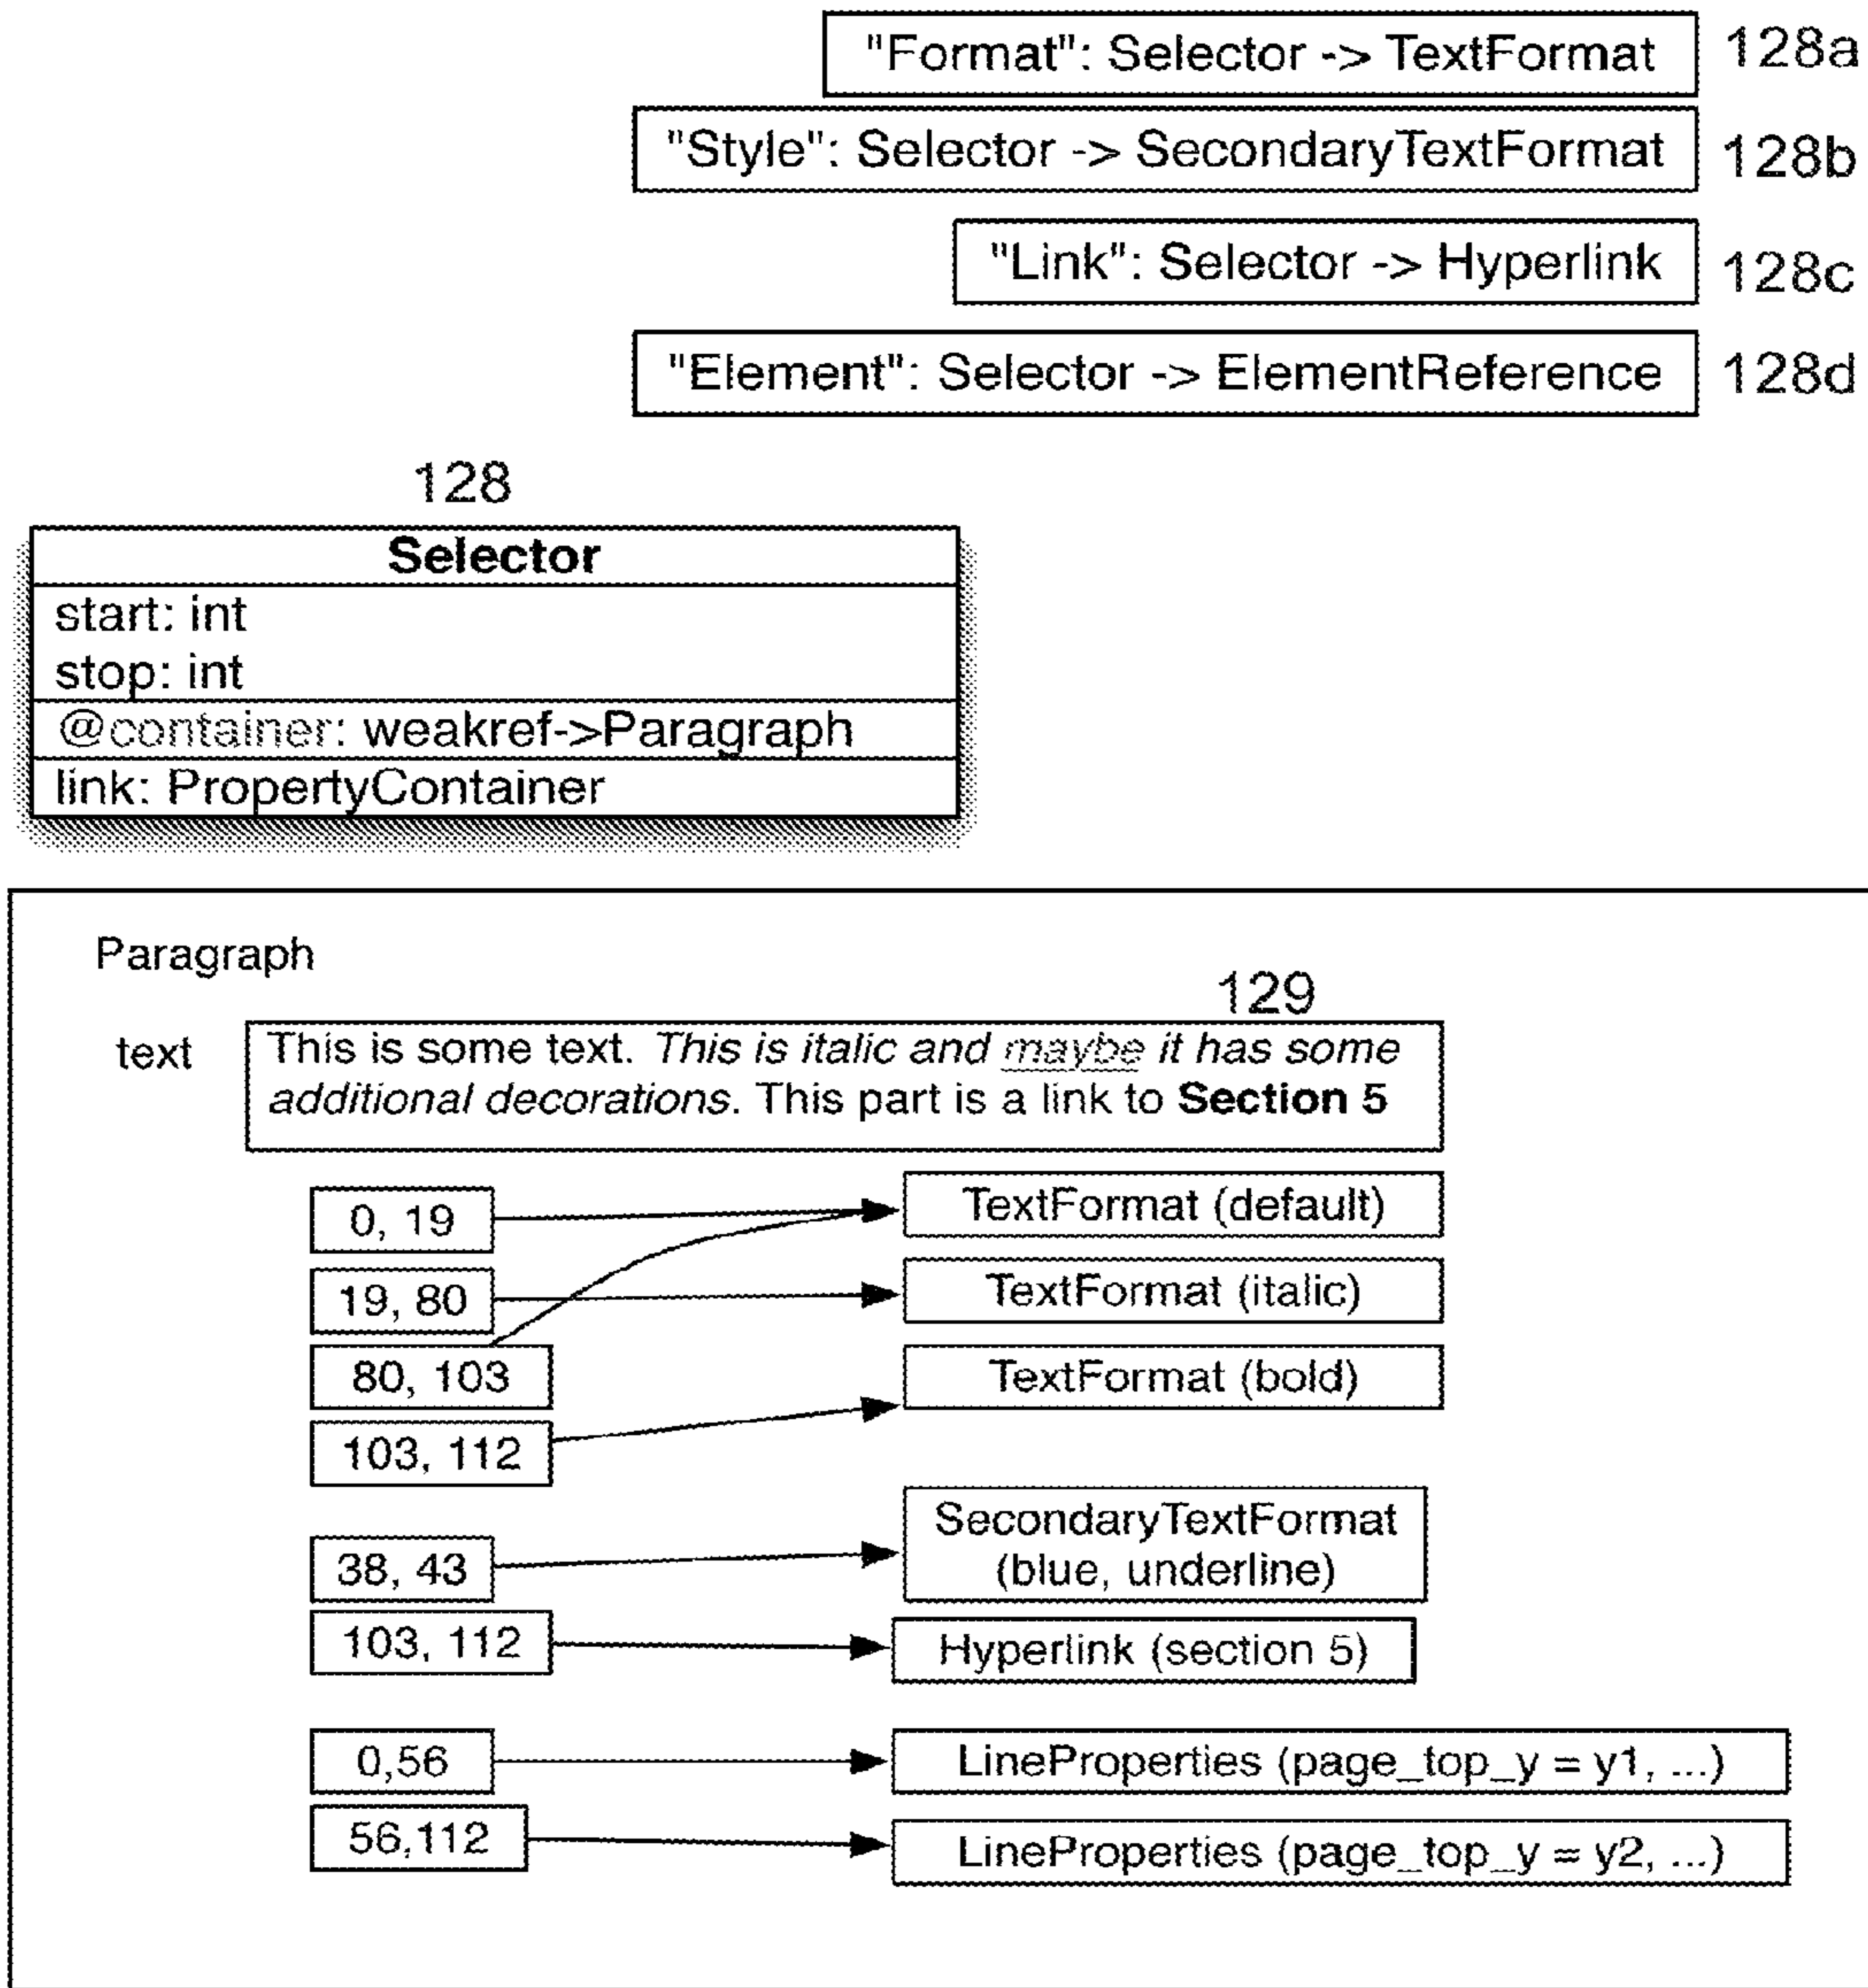 "Format": Selector -> TextFormat 128a
"Style": Selector -> SecondaryTextFormat 128b
"Link": Selector -> Hyperlink 128c
"Element": Selector -> ElementReference 128d
128
Selector
start: int
stop: int
@container: weakref->Paragraph
link: PropertyContainer
Paragraph
129
text This is some text. This is italic and maybe it has some
additional decorations. This part is a link to Section 5
0, 19 TextFormat (default)
19, 80 TextFormat (italic)
80, 103 TextFormat (bold)
103, 112
SecondaryTextFormat
38, 43 (blue, underline)
103, 112 Hyperlink (section 5)
0,56 LineProperties (page_top_y = y1, ...)
56,112 LineProperties (page_top_y = y2, ...)